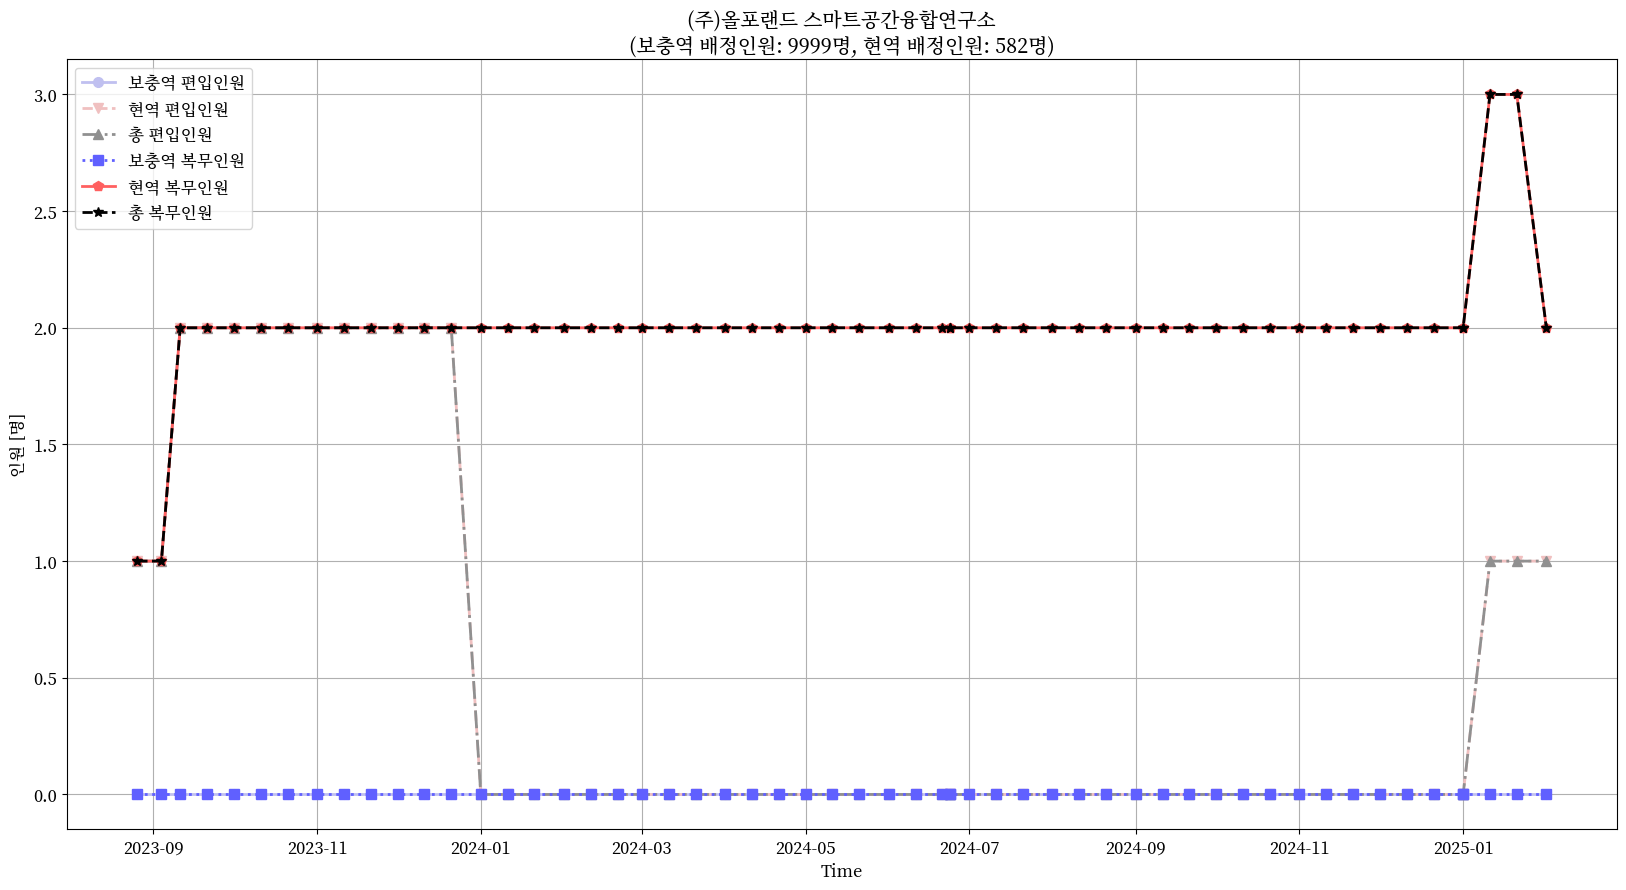 (주)올포랜드 스마트공간융합연구소
(보충역 배정인원: 9999명, 현역 배정인원: 582명)
보충역 편입인원
현역 편입인원
총 편입인원
보충역 복무인원
현역 복무인원
총 복무인원
3.0
2.5
2.0
1.5
1.0
0.5
0.0
인원 [명]
2023-09
2023-11
2024-01
2024-03
2024-05
2024-07
2024-09
2024-11
2025-01
Time